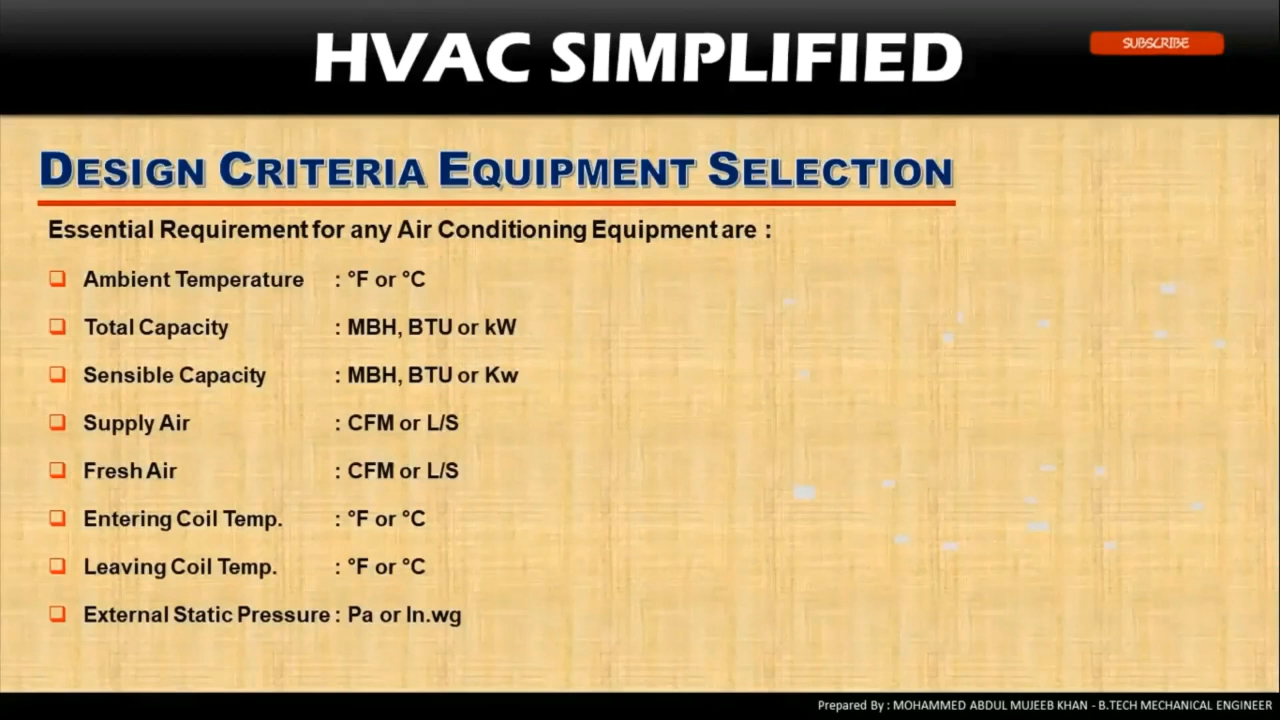 HVAC SIMPLIFIED
SUBSCRIBE
DESIGN CRITERIA EQUIPMENT SELECTION
Essential Requirement for any Air Conditioning Equipment are :
Ambient Temperature : °F or °C
Total Capacity : MBH, BTU or kW
Sensible Capacity : MBH, BTU or Kw
Supply Air : CFM or L/S
Fresh Air : CFM or L/S
Entering Coil Temp. : °F or °C
Leaving Coil Temp. : °F or °C
External Static Pressure : Pa or In.wg
Prepared By : MOHAMMED ABDUL MUJEEB KHAN - B.TECH MECHANICAL ENGINEER